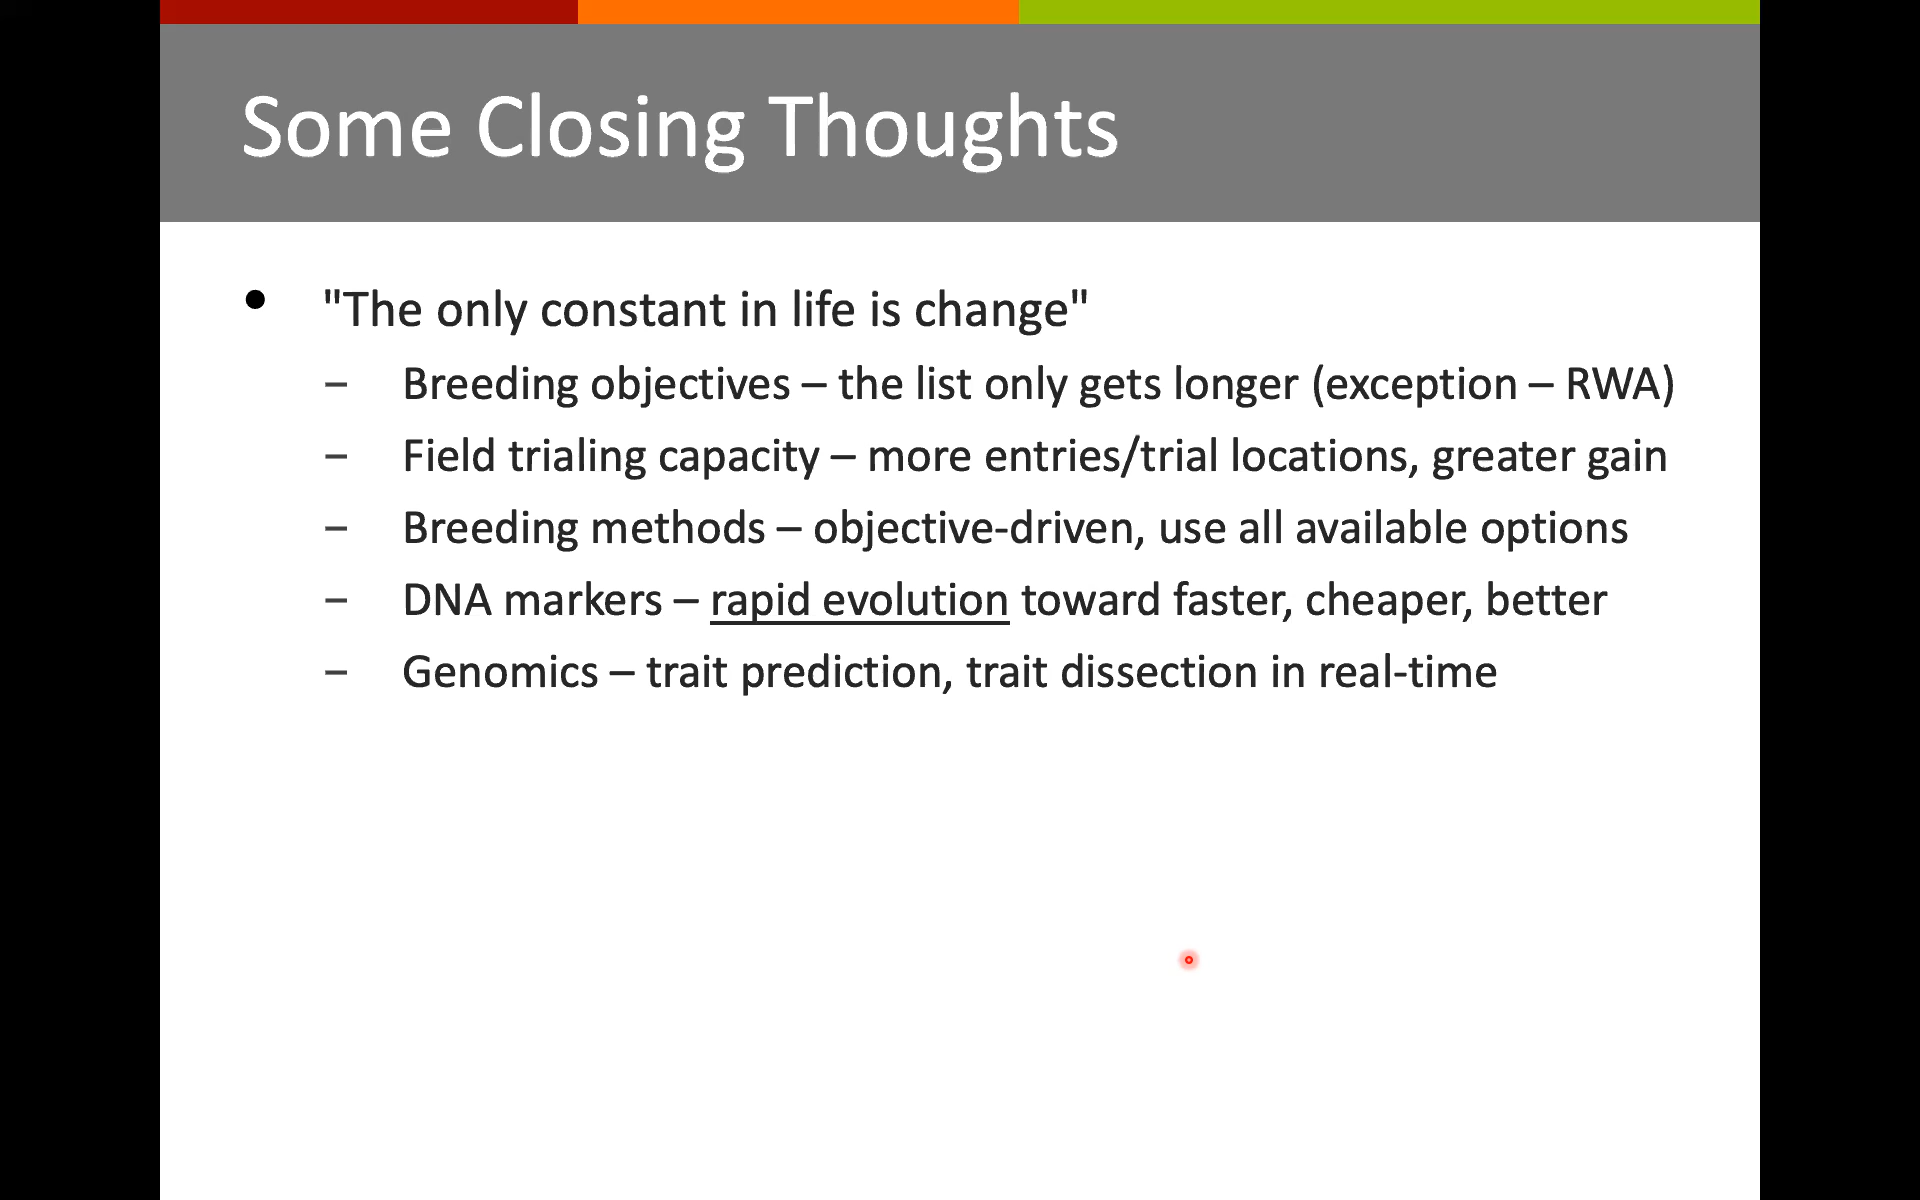 Some Closing Thoughts
• "The only constant in life is change"
– Breeding objectives – the list only gets longer (exception – RWA)
– Field trialing capacity – more entries/trial locations, greater gain
– Breeding methods – objective-driven, use all available options
– DNA markers – rapid evolution toward faster, cheaper, better
– Genomics – trait prediction, trait dissection in real-time